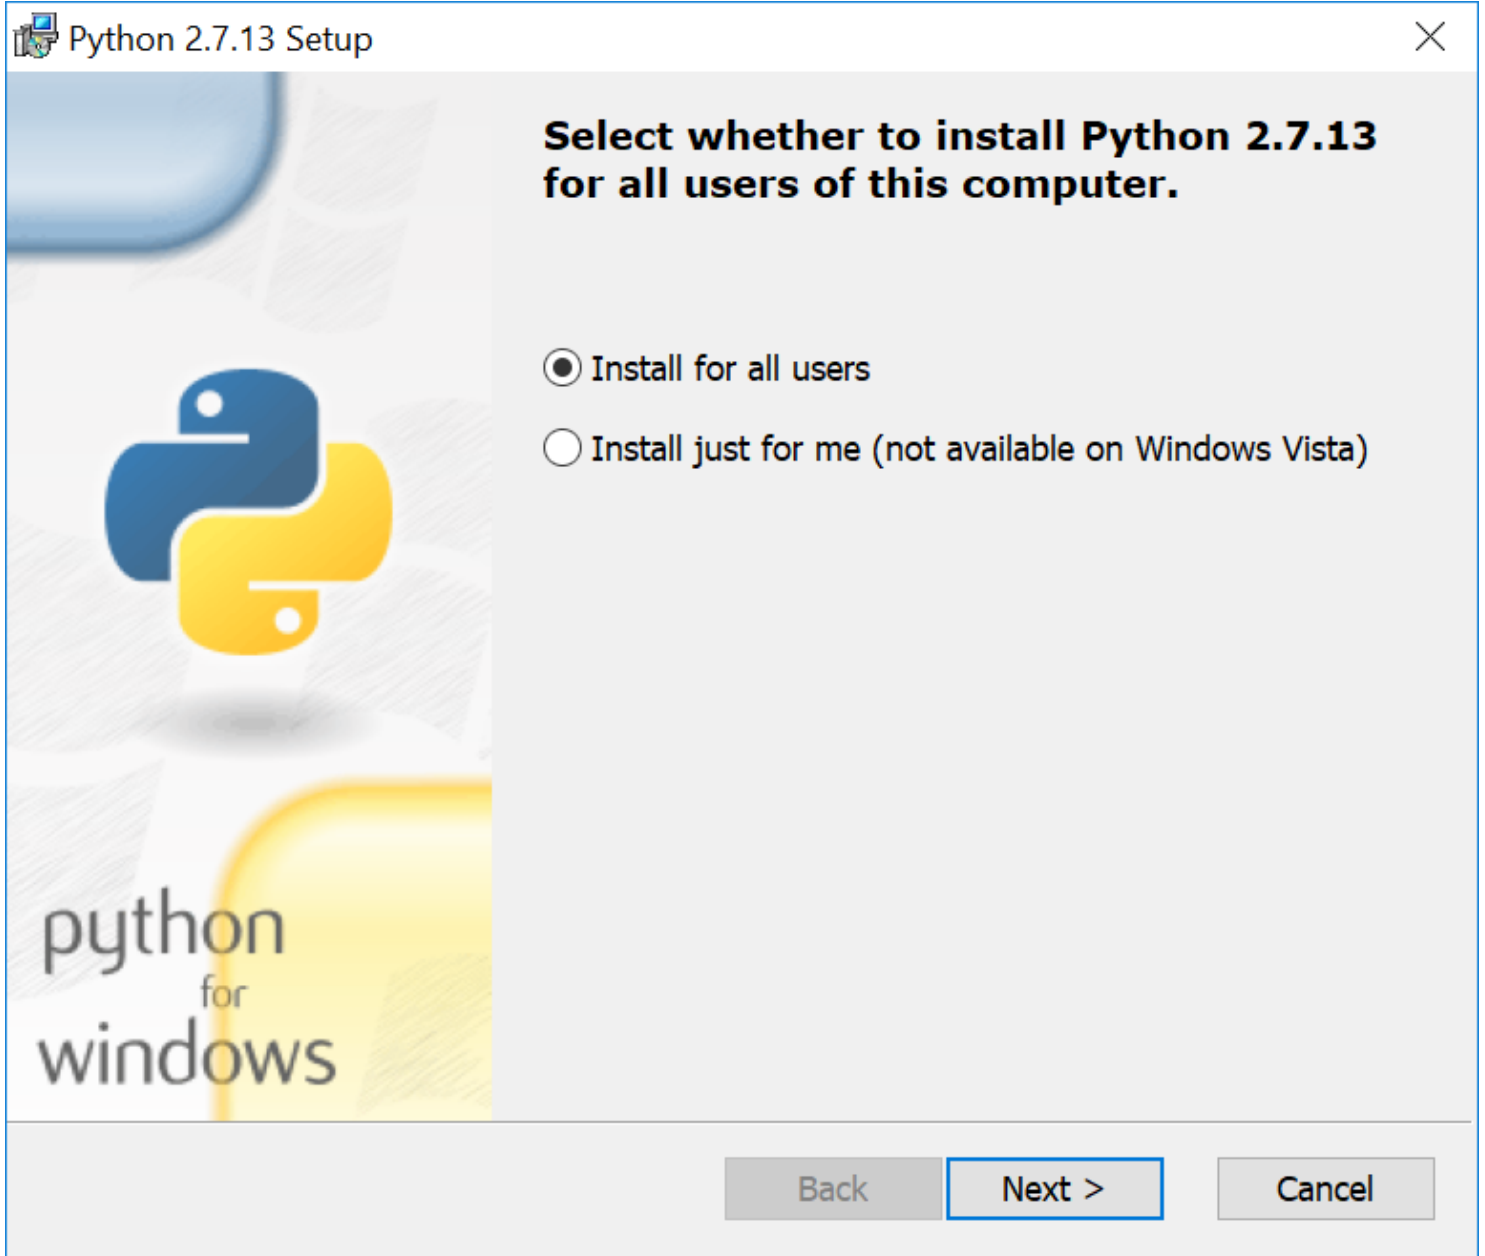 Python 2.7.13 Setup
Select whether to install Python 2.7.13
for all users of this computer.
Install for all users
Install just for me (not available on Windows Vista)
python
for
windows
Back
Next >
Cancel